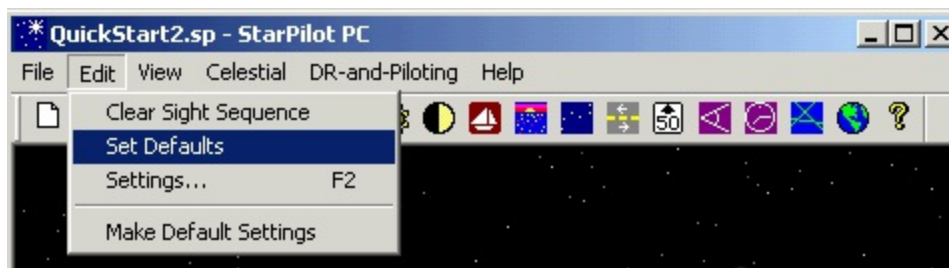 QuickStart2.sp - StarPilot PC
File Edit View Celestial DR-and-Piloting Help
Clear Sight Sequence
50
Set Defaults
Settings... F2
Make Default Settings